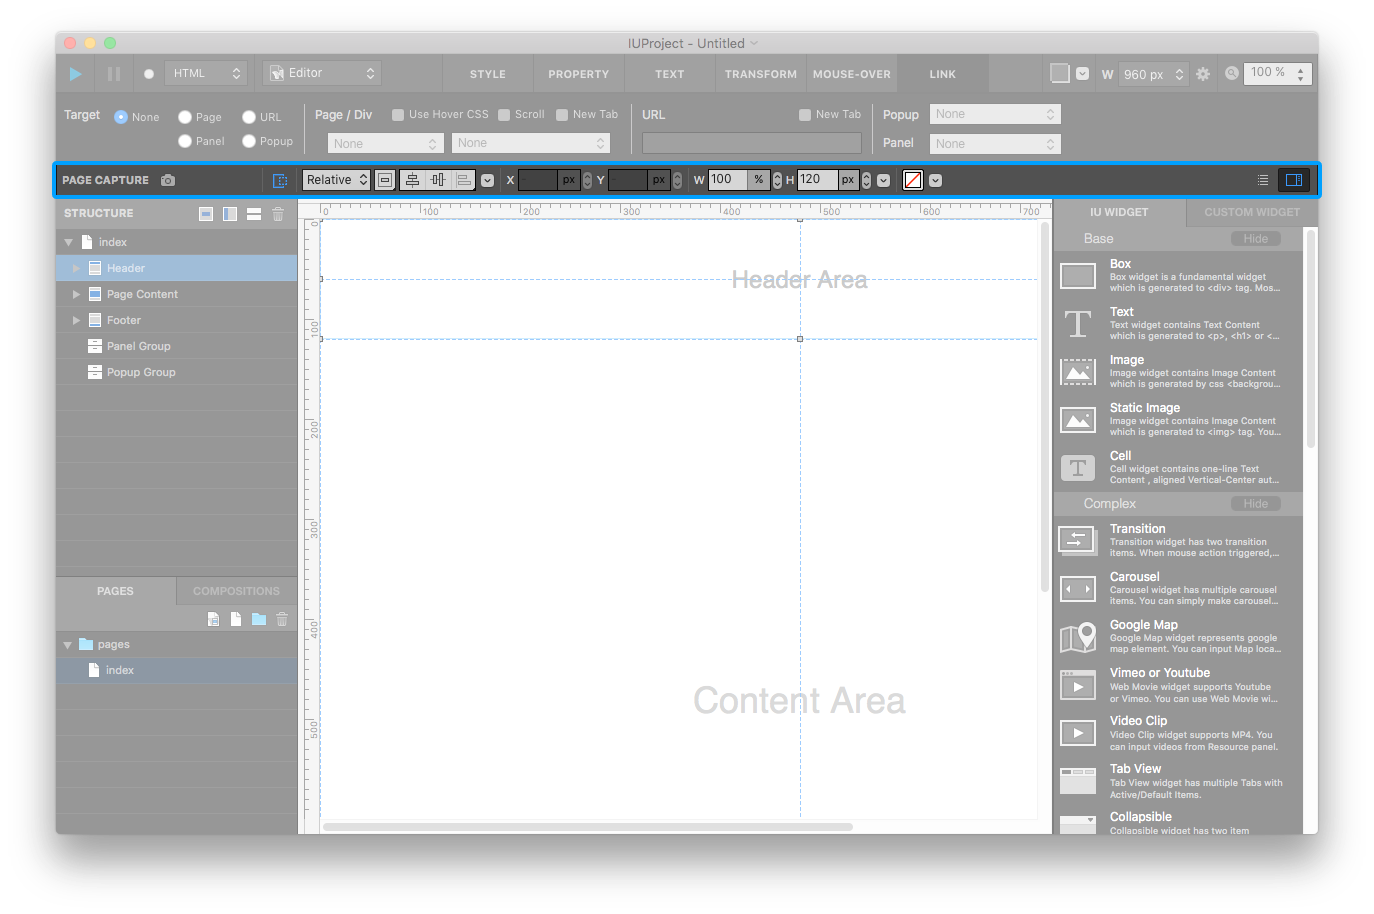 IUProject - Untitled
HTML Editor STYLE PROPERTY TEXT TRANSFORM MOUSE-OVER LINK W 960 px 100 %
Target None Page URL Page / Div Use Hover CSS Scroll New Tab URL New Tab Popup None
Panel Popup None None Panel None
PAGE CAPTURE Relative X px Y px W 100 % H 120 px
STRUCTURE
index
Header
Page Content
Footer
Panel Group
Popup Group
PAGES COMPOSITIONS
pages
index
0 100 200 300 400 500 600 700
0
100
200
300
400
500
Header Area
Content Area
IU WIDGET CUSTOM WIDGET
Base Hide
Box
Box widget is a fundamental widget
which is generated to <div> tag. Mos...
Text
Text widget contains Text Content
which is generated to <p>, <h1> or <...
Image
Image widget contains Image Content
which is generated by css <backgrou...
Static Image
Image widget contains Image Content
which is generated to <img> tag. You...
Cell
Cell widget contains one-line Text
Content , aligned Vertical-Center aut...
Complex Hide
Transition
Transition widget has two transition
items. When mouse action triggered,...
Carousel
Carousel widget has multiple carousel
items. You can simply make carousel...
Google Map
Google Map widget represents google
map element. You can input Map loca...
Vimeo or Youtube
Web Movie widget supports Youtube
or Vimeo. You can use Web Movie wi...
Video Clip
Video Clip widget supports MP4. You
can input videos from Resource panel.
Tab View
Tab View widget has multiple Tabs with
Active/Default Items.
Collapsible
Collapsible widget has two item